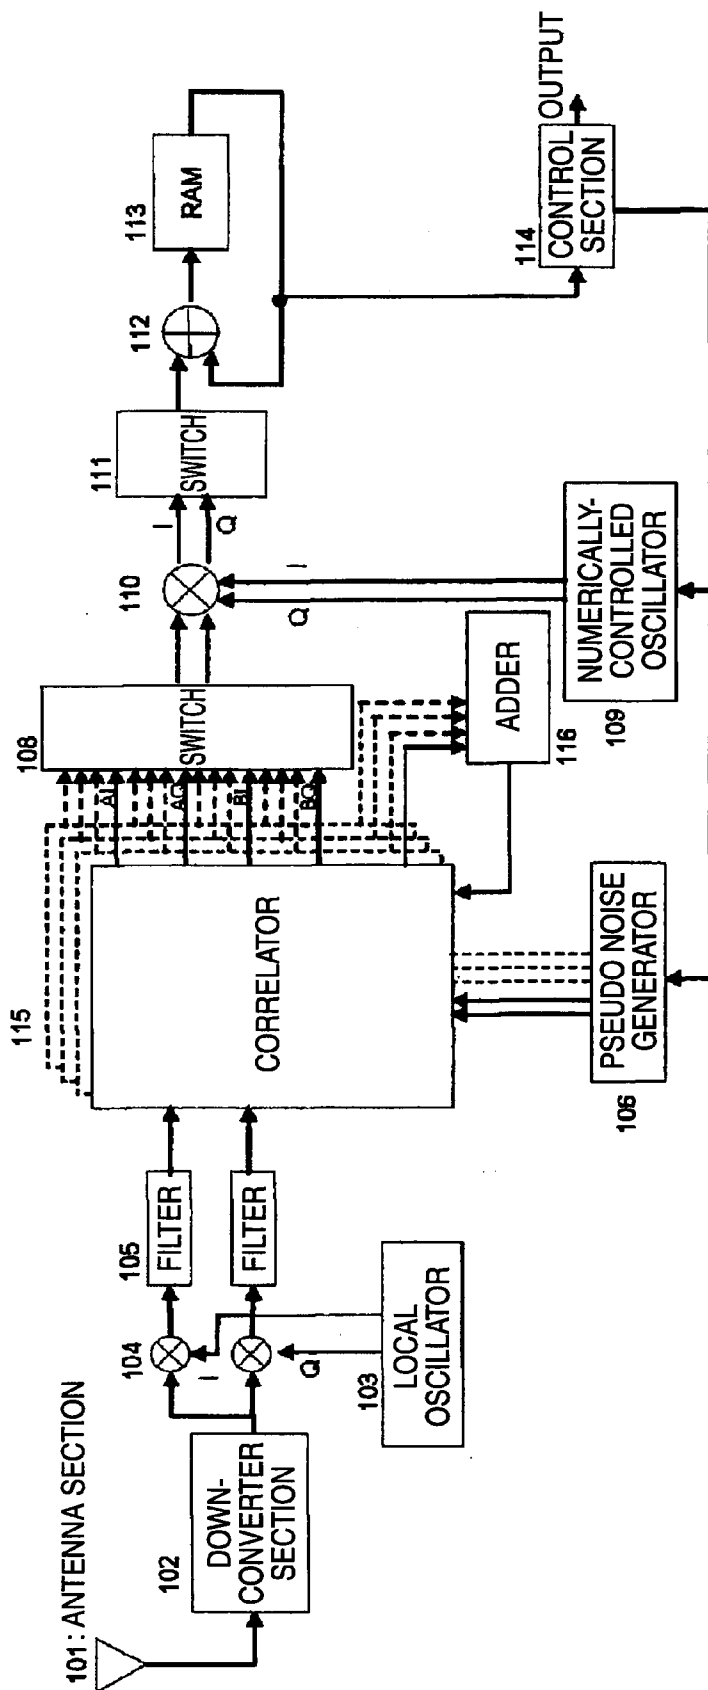 101: ANTENNA SECTION
102
DOWN-
CONVERTER
SECTION
104
I
Q
103
LOCAL
OSCILLATOR
105
FILTER
FILTER
115
CORRELATOR
106
PSEUDO NOISE
GENERATOR
108
SWITCH
AI
AQ
BI
BQ
ADDER
116
110
I
Q
I
Q
109
NUMERICALLY-
CONTROLLED
OSCILLATOR
111
SWITCH
112
113
RAM
114
CONTROL
SECTION
OUTPUT